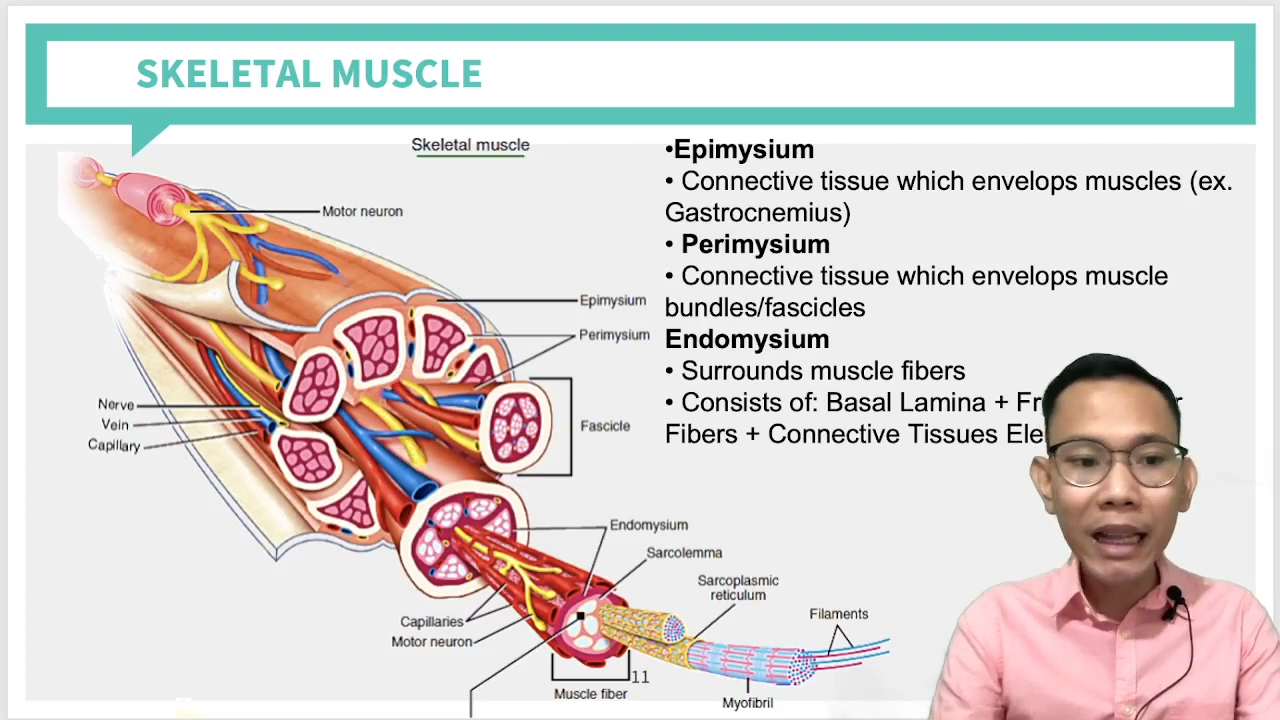 SKELETAL MUSCLE
Skeletal muscle
Motor neuron
Epimysium
Perimysium
Nerve
Vein
Capillary
Fascicle
Endomysium
Sarcolemma
Sarcoplasmic
reticulum
Filaments
Capillaries
Motor neuron
11
Muscle fiber
Myofibril
•Epimysium
• Connective tissue which envelops muscles (ex.
Gastrocnemius)
• Perimysium
• Connective tissue which envelops muscle
bundles/fascicles
Endomysium
• Surrounds muscle fibers
• Consists of: Basal Lamina +
Fibers + Connective Tissues